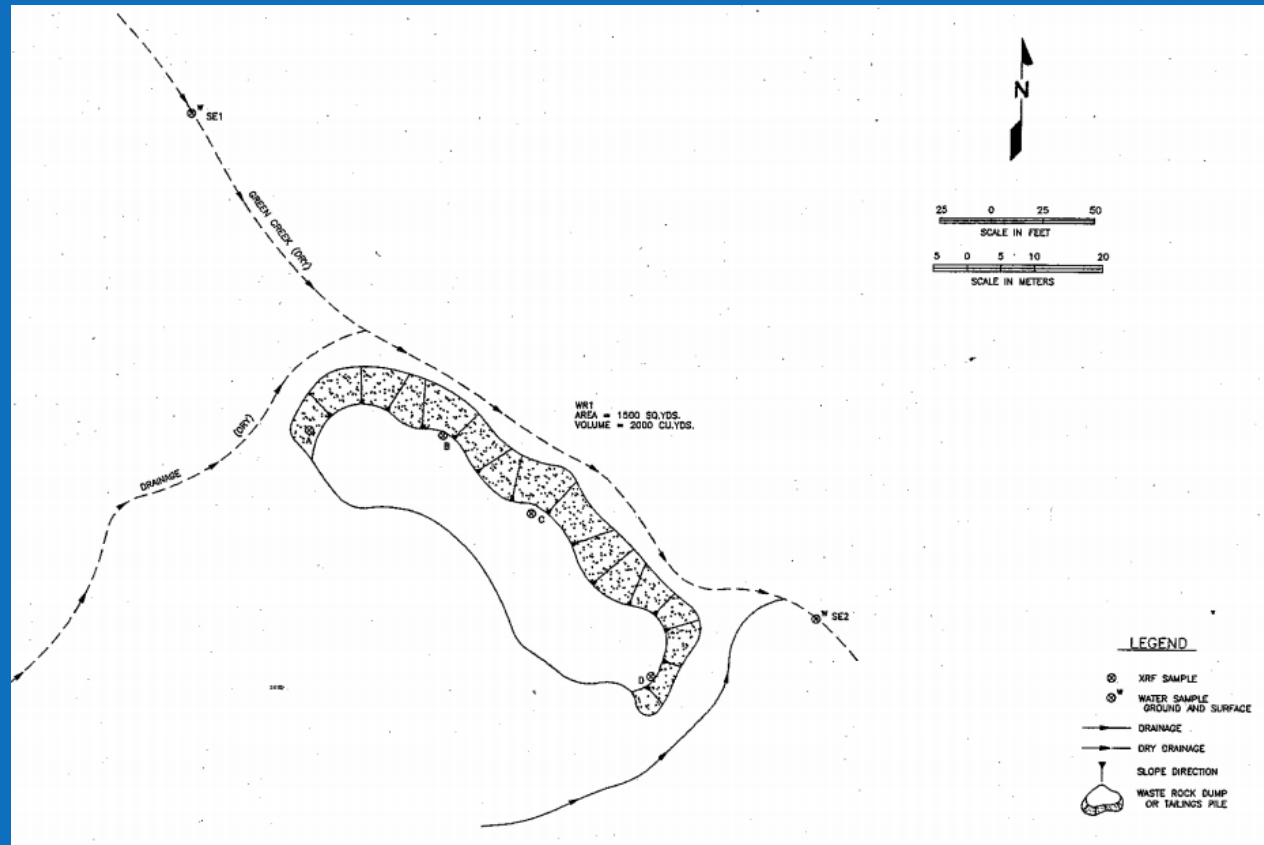 SE1
N
GREEN CREEK (DRY)
25 0 25 50
SCALE IN FEET
5 0 5 10 20
SCALE IN METERS
WR1
AREA = 1500 SQ.YDS.
VOLUME = 2000 CU.YDS.
A
B
(DRY)
DRAINAGE
C
SE2
D
LEGEND
XRF SAMPLE
W WATER SAMPLE
GROUND AND SURFACE
DRAINAGE
DRY DRAINAGE
SLOPE DIRECTION
WASTE ROCK DUMP
OR TAILINGS PILE